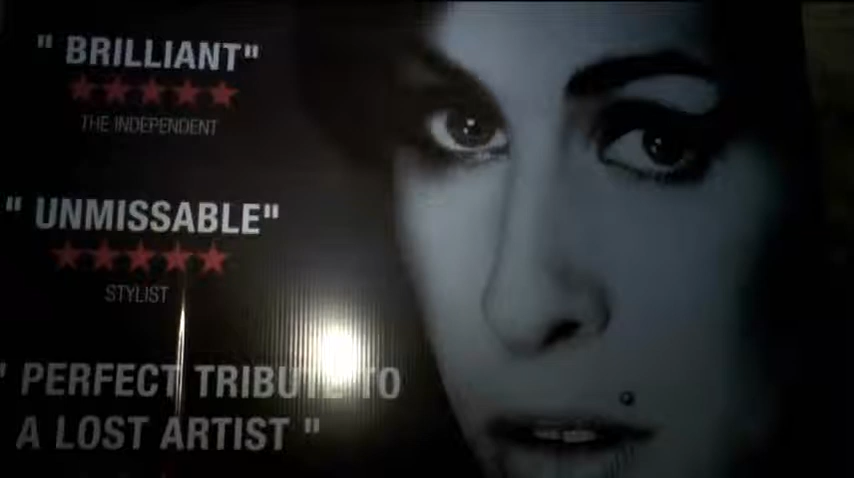 " BRILLIANT"
THE INDEPENDENT
" UNMISSABLE"
STYLIST
" PERFECT TRIBUTE TO
A LOST ARTIST "